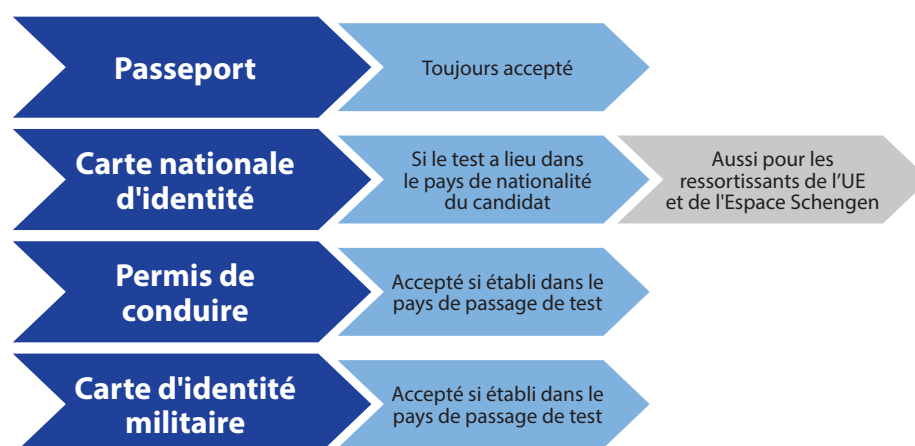 Passeport
Toujours accepté
Carte nationale
d'identité
Si le test a lieu dans
le pays de nationalité
du candidat
Aussi pour les
ressortissants de l’UE
et de l'Espace Schengen
Permis de
conduire
Accepté si établi dans le
pays de passage de test
Carte d'identité
militaire
Accepté si établi dans le
pays de passage de test